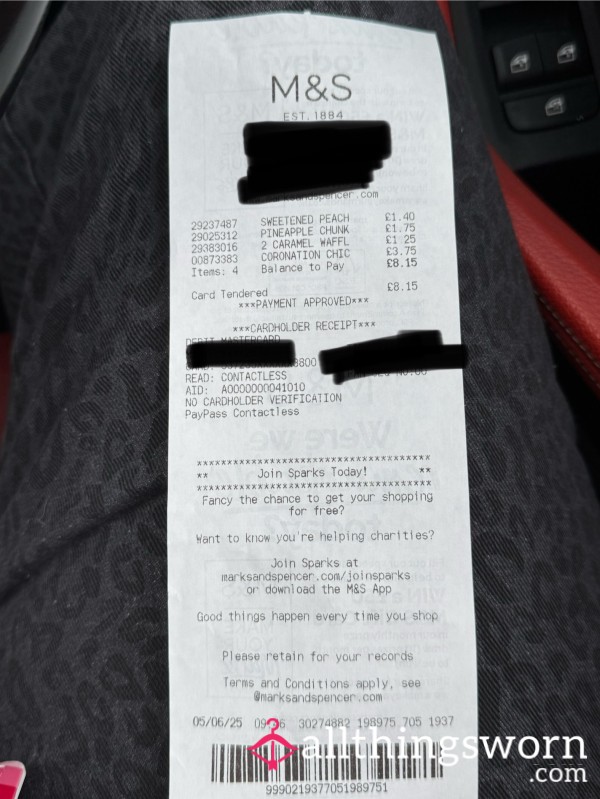 M&S
EST. 1884
ksandspencer.com
29237487 SWEETENED PEACH £1.40
29025312 PINEAPPLE CHUNK £1.75
29383016 2 CARAMEL WAFFL £1 25
00873383 CORONATION CHIC £3.75
Items: 4 Balance to Pay £8.15
Card Tendered £8.15
***PAYMENT APPROVED***
***CARDHOLDER RECEIPT***
DEBIT MASTERCARD
8800
READ: CONTACTLESS
AID: A0000000041010
NO CARDHOLDER VERIFICATION
PayPass Contactless
************************************
** Join Sparks Today! **
************************************
Fancy the chance to get your shopping
for free?
Want to know you're helping charities?
Join Sparks at
marksandspencer.com/joinsparks
or download the M&S App
Good things happen every time you shop
Please retain for your records
Terms and Conditions apply, see
@marksandspencer.com
05/06/25 30274882 198975 705 1937
9990219377051989751
allthingsworn
.com